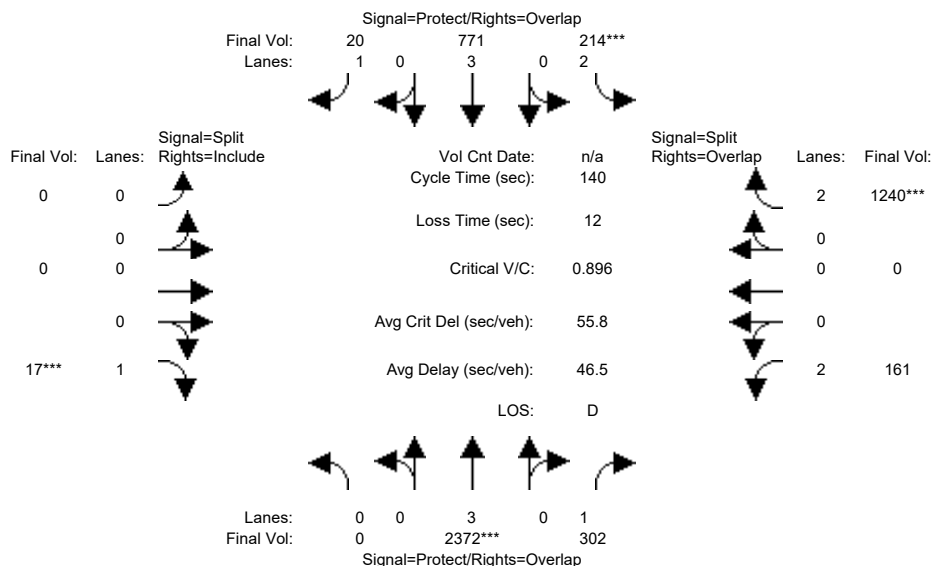 Signal=Protect/Rights=Overlap
Final Vol: 20 771 214***
Lanes: 1 0 3 0 2
Signal=Split Signal=Split
Final Vol: Lanes: Rights=Include Vol Cnt Date: n/a Rights=Overlap Lanes: Final Vol:
Cycle Time (sec): 140
0 0 2 1240***
Loss Time (sec): 12
0 0
0 0 Critical V/C: 0.896 0 0
0 Avg Crit Del (sec/veh): 55.8 0
17*** 1 Avg Delay (sec/veh): 46.5 2 161
LOS: D
Lanes: 0 0 3 0 1
Final Vol: 0 2372*** 302
Signal=Protect/Rights=Overlap